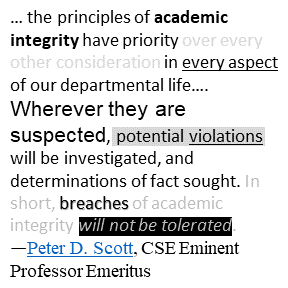 … the principles of academic
integrity have priority over every
other consideration in every aspect
of our departmental life….
Wherever they are
suspected, potential violations
will be investigated, and
determinations of fact sought. In
short, breaches of academic
integrity will not be tolerated.
—Peter D. Scott, CSE Eminent
Professor Emeritus